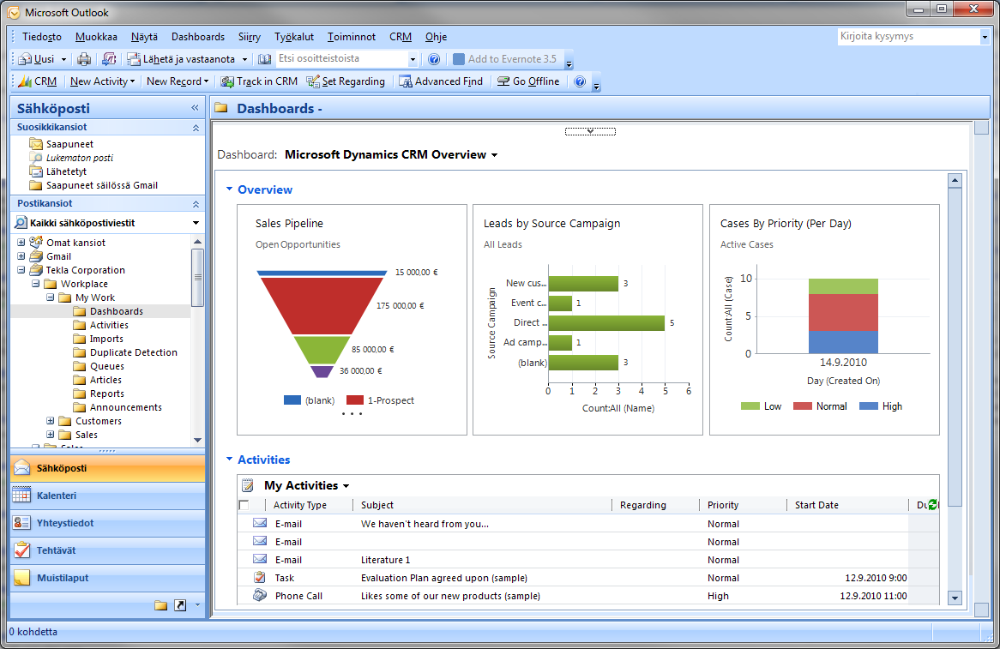 Microsoft Outlook
Tiedosto Muokkaa Näytä Dashboards Siirry Työkalut Toiminnot CRM Ohje Kirjoita kysymys
Uusi Lähetä ja vastaanota Etsi osoitteistoista Add to Evernote 3.5
CRM New Activity New Record Track in CRM Set Regarding Advanced Find Go Offline
Sähköposti
Suosikkikansiot
Saapuneet
Lukematon posti
Lähetetyt
Saapuneet säilössä Gmail
Postikansiot
Kaikki sähköpostiviestit
Omat kansiot
Gmail
Tekla Corporation
Workplace
My Work
Dashboards
Activities
Imports
Duplicate Detection
Queues
Articles
Reports
Announcements
Customers
Sales
Sales
Sähköposti
Kalenteri
Yhteystiedot
Tehtävät
Muistilaput
Dashboards -
Dashboard: Microsoft Dynamics CRM Overview
Overview
Sales Pipeline
Open Opportunities
15 000,00 €
175 000,00 €
85 000,00 €
36 000,00 €
(blank) 1-Prospect
• • •
Leads by Source Campaign
All Leads
Source Campaign
New cus... 3
Event c... 1
Direct ... 5
Ad camp... 1
(blank) 3
0 1 2 3 4 5 6
Count:All (Name)
Cases By Priority (Per Day)
Active Cases
Count:All (Case)
10
5
0
14.9.2010
Day (Created On)
Low Normal High
Activities
My Activities
Activity Type Subject Regarding Priority Start Date
E-mail We haven't heard from you... Normal
E-mail Normal
E-mail Literature 1 Normal
Task Evaluation Plan agreed upon (sample) Normal 12.9.2010 9:00
Phone Call Likes some of our new products (sample) High 12.9.2010 11:00
0 kohdetta